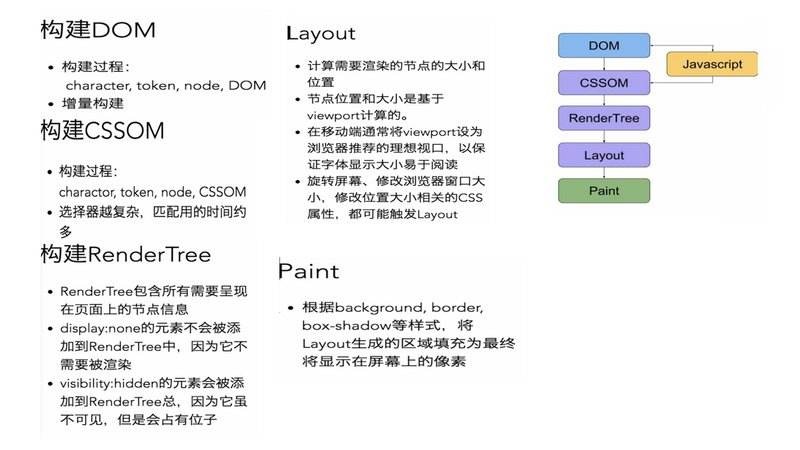 构建DOM
• 构建过程：
character, token, node, DOM
• 增量构建
构建CSSOM
• 构建过程：
charactor, token, node, CSSOM
• 选择器越复杂，匹配用的时间约
多
构建RenderTree
• RenderTree包含所有需要呈现
在页面上的节点信息
• display:none的元素不会被添
加到RenderTree中，因为它不
需要被渲染
• visibility:hidden的元素会被添
加到RenderTree总，因为它虽
不可见，但是会占有位子
Layout
• 计算需要渲染的节点的大小和
位置
• 节点位置和大小是基于
viewport计算的。
• 在移动端通常将viewport设为
浏览器推荐的理想视口，以保
证字体显示大小易于阅读
• 旋转屏幕、修改浏览器窗口大
小，修改位置大小相关的CSS
属性，都可能触发Layout
Paint
• 根据background, border,
box-shadow等样式，将
Layout生成的区域填充为最终
将显示在屏幕上的像素
DOM
Javascript
CSSOM
RenderTree
Layout
Paint